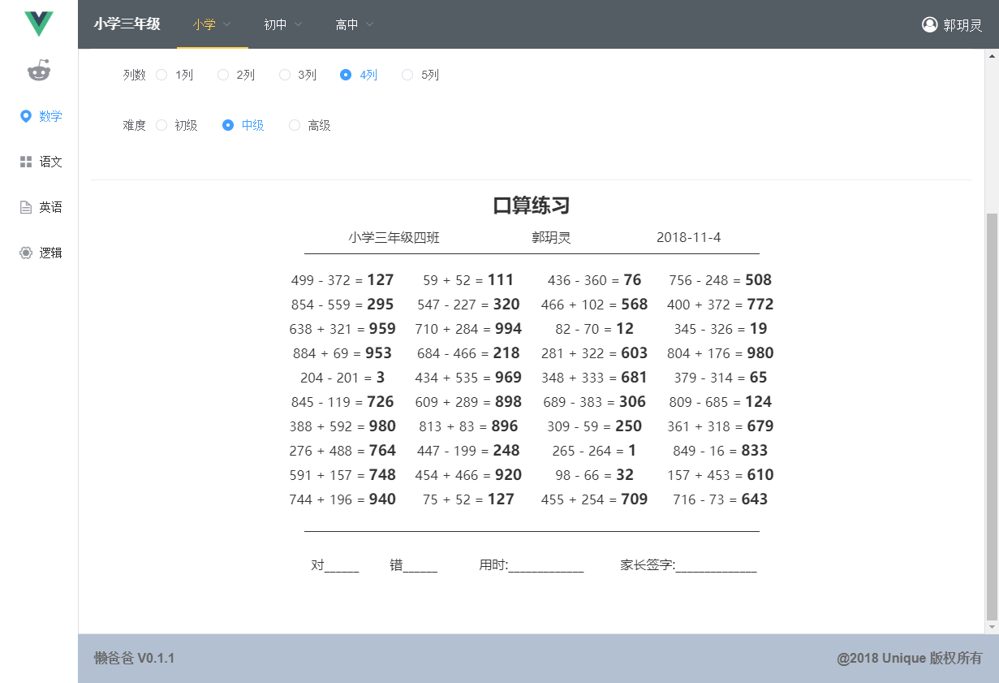 小学三年级 小学 初中 高中 郭玥灵
数学
语文
英语
逻辑
列数 1列 2列 3列 4列 5列
难度 初级 中级 高级
口算练习
小学三年级四班 郭玥灵 2018-11-4
499 - 372 = 127 59 + 52 = 111 436 - 360 = 76 756 - 248 = 508
854 - 559 = 295 547 - 227 = 320 466 + 102 = 568 400 + 372 = 772
638 + 321 = 959 710 + 284 = 994 82 - 70 = 12 345 - 326 = 19
884 + 69 = 953 684 - 466 = 218 281 + 322 = 603 804 + 176 = 980
204 - 201 = 3 434 + 535 = 969 348 + 333 = 681 379 - 314 = 65
845 - 119 = 726 609 + 289 = 898 689 - 383 = 306 809 - 685 = 124
388 + 592 = 980 813 + 83 = 896 309 - 59 = 250 361 + 318 = 679
276 + 488 = 764 447 - 199 = 248 265 - 264 = 1 849 - 16 = 833
591 + 157 = 748 454 + 466 = 920 98 - 66 = 32 157 + 453 = 610
744 + 196 = 940 75 + 52 = 127 455 + 254 = 709 716 - 73 = 643
对______ 错______ 用时:_____________ 家长签字:______________
懒爸爸 V0.1.1 @2018 Unique 版权所有